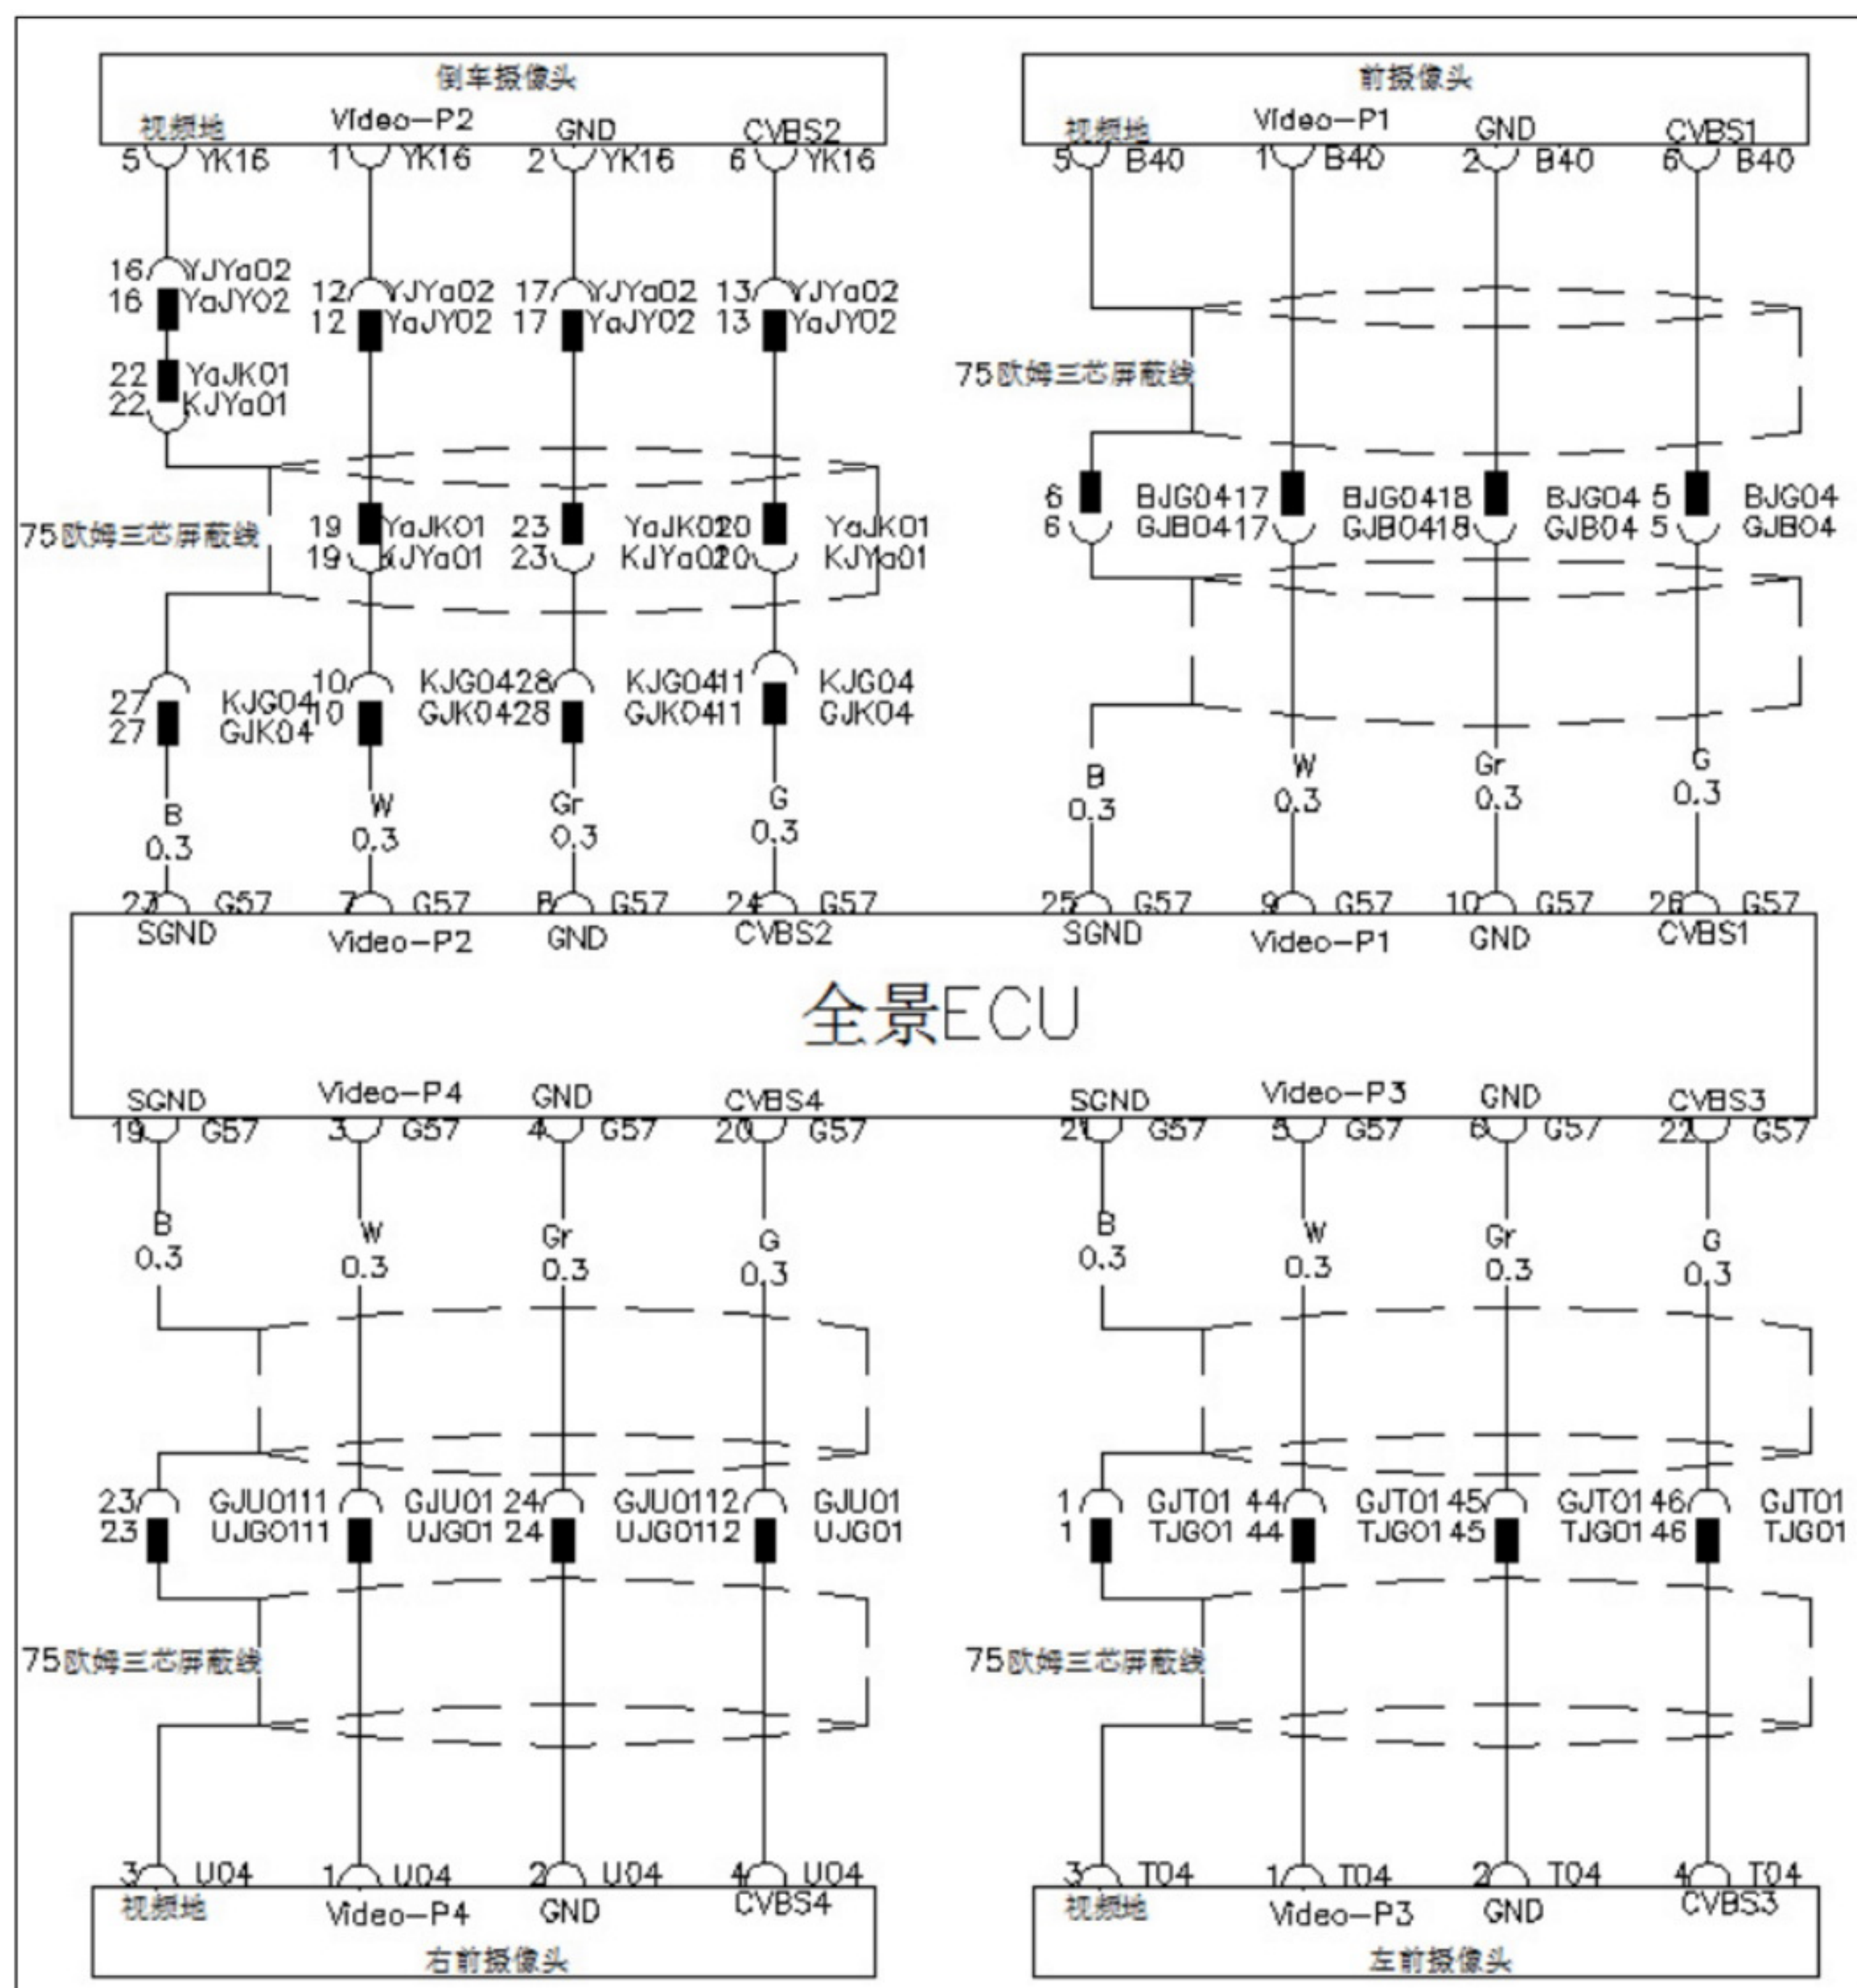 倒车摄像头
视频地 Video-P2 GND CVBS2
5 YK16 1 YK16 2 YK16 6 YK16
16 YJYa02
16 YaJY02
12 YJYa02 17 YJYa02 13 YJYa02
12 YaJY02 17 YaJY02 13 YaJY02
22 YaJK01
22 KJYa01
75欧姆三芯屏蔽线
19 YaJK01 23 YaJK01 20 YaJK01
19 KJYa01 23 KJYa01 20 KJYa01
27 KJG04 10 KJG04 28 KJG04 11 KJG04
27 GJK04 10 GJK04 28 GJK04 11 GJK04
B W Gr G
0.3 0.3 0.3 0.3
23 G57 7 G57 8 G57 24 G57
SGND Video-P2 GND CVBS2
前摄像头
视频地 Video-P1 GND CVBS1
5 B40 1 B40 2 B40 6 B40
75欧姆三芯屏蔽线
6 BJG04 17 BJG04 18 BJG04 5 BJG04
6 GJB04 17 GJB04 18 GJB04 5 GJB04
B W Gr G
0.3 0.3 0.3 0.3
25 G57 9 G57 10 G57 26 G57
SGND Video-P1 GND CVBS1
全景ECU
SGND Video-P4 GND CVBS4
19 G57 3 G57 4 G57 20 G57
B W Gr G
0.3 0.3 0.3 0.3
23 GJU01 11 GJU01 24 GJU01 12 GJU01
23 UJG01 11 UJG01 24 UJG01 12 UJG01
75欧姆三芯屏蔽线
3 U04 1 U04 2 U04 4 U04
视频地 Video-P4 GND CVBS4
右前摄像头
SGND Video-P3 GND CVBS3
21 G57 5 G57 6 G57 22 G57
B W Gr G
0.3 0.3 0.3 0.3
1 GJT01 44 GJT01 45 GJT01 46 GJT01
1 TJG01 44 TJG01 45 TJG01 46 TJG01
75欧姆三芯屏蔽线
3 T04 1 T04 2 T04 4 T04
视频地 Video-P3 GND CVBS3
左前摄像头